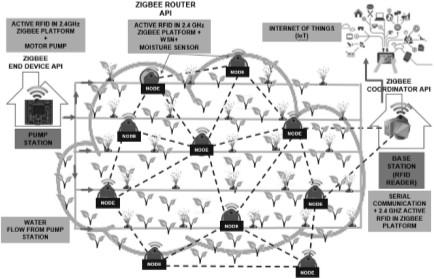 ZIGBEE ROUTER
API
ACTIVE RFID IN 2.4GHz
ZIGBEE PLATFORM
+
MOTOR PUMP
ACTIVE RFID IN 2.4 GHz
ZIGBEE PLATFORM +
WSN+
MOISTURE SENSOR
INTERNET OF THINGS
(IoT)
ZIGBEE
END DEVICE API
ZIGBEE
COORDINATOR API
NODE
NODE
NODE
NODE
NODE
PUMP
STATION
BASE
STATION
(RFID
READER)
NODE
NODE
NODE
SERIAL
COMMUNICATION
+ 2.4 GHZ ACTIVE
RFID IN ZIGBEE
PLATFORM
WATER
FLOW FROM PUMP
STATION
NODE
NODE